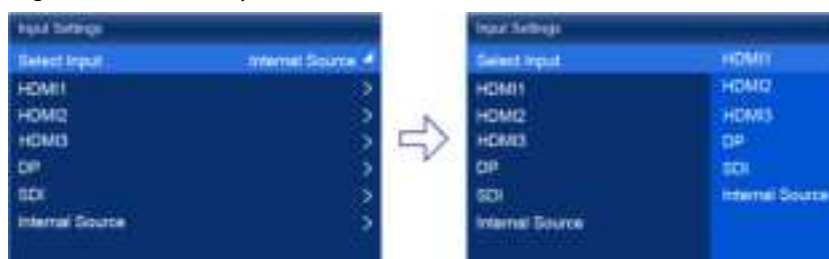 Input Settings
Select Input Internal Source
HDMI1
HDMI2
HDMI3
DP
SDI
Internal Source
Input Settings
Select Input HDMI1
HDMI1 HDMI2
HDMI2 HDMI3
HDMI3 DP
DP SDI
SDI Internal Source
Internal Source